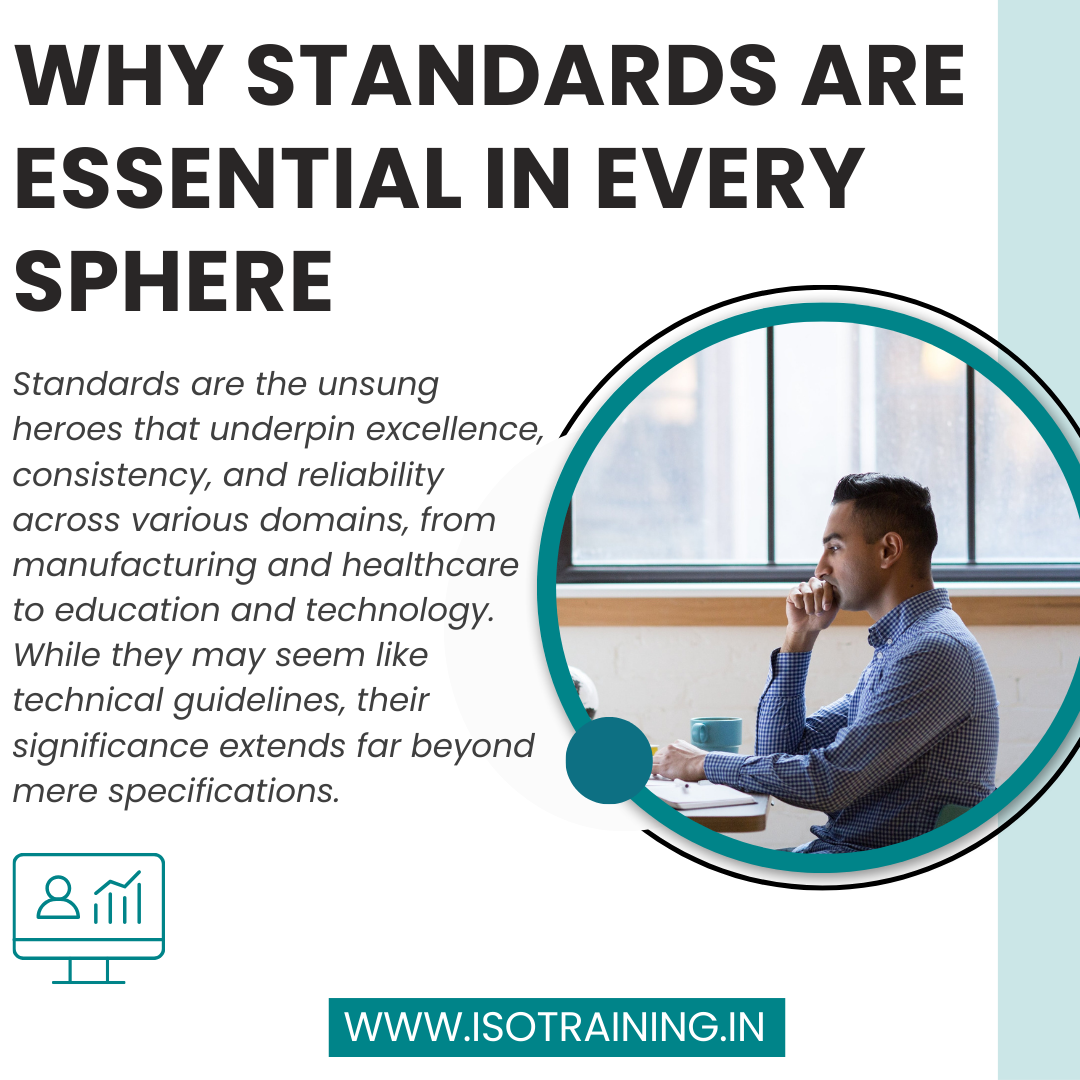 WHY STANDARDS ARE
ESSENTIAL IN EVERY
SPHERE
Standards are the unsung
heroes that underpin excellence,
consistency, and reliability
across various domains, from
manufacturing and healthcare
to education and technology.
While they may seem like
technical guidelines, their
significance extends far beyond
mere specifications.
WWW.ISOTRAINING.IN